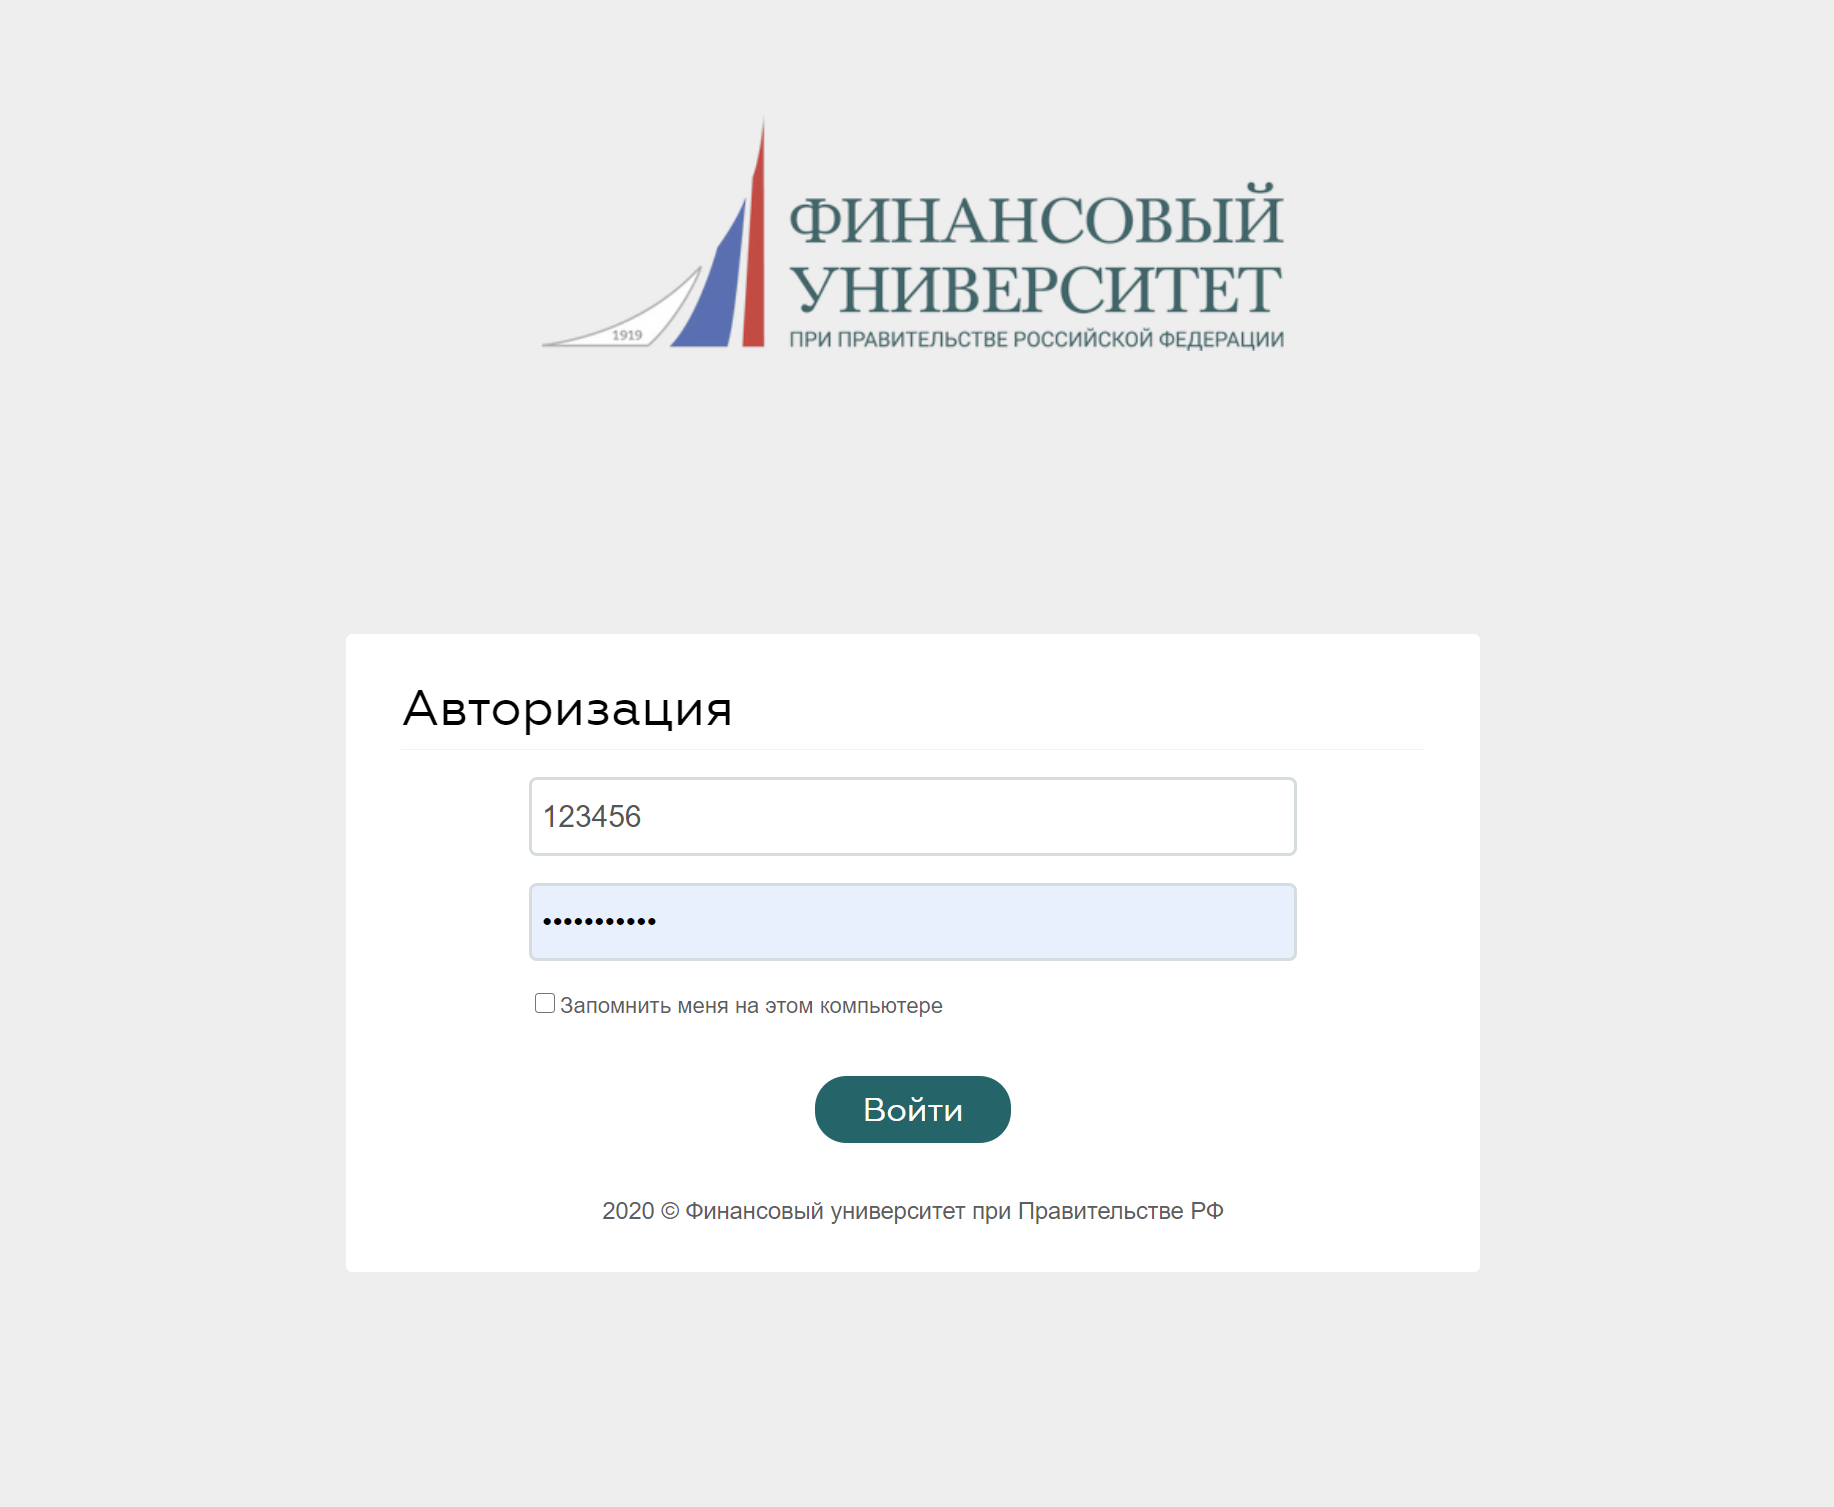 1919
ФИНАНСОВЫЙ
УНИВЕРСИТЕТ
ПРИ ПРАВИТЕЛЬСТВЕ РОССИЙСКОЙ ФЕДЕРАЦИИ
Авторизация
123456
•••••••••••
Запомнить меня на этом компьютере
Войти
2020 © Финансовый университет при Правительстве РФ